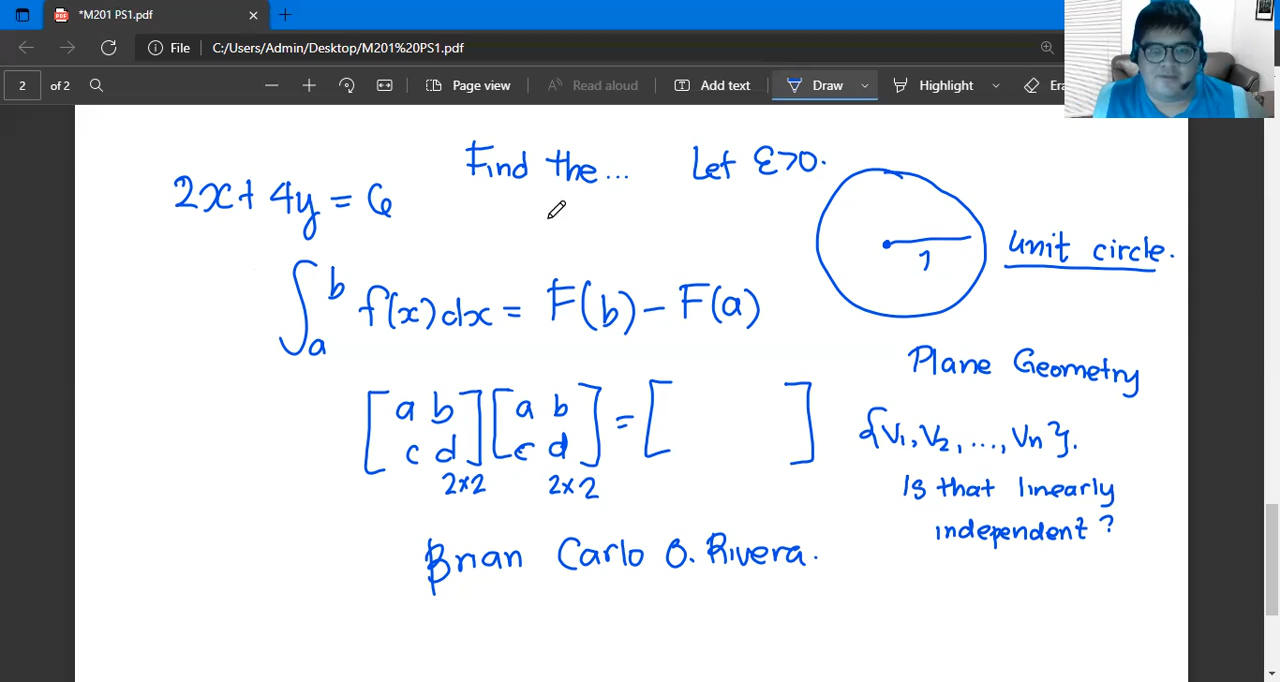 *M201 PS1.pdf
File C:/Users/Admin/Desktop/M201%20PS1.pdf
2 of 2 Page view Read aloud Add text Draw Highlight Era
Find the... Let ε>0.
2x + 4y = 6
1 unit circle.
∫ₐᵇ f(x)dx = F(b) – F(a)
Plane Geometry
[a b c d] 2×2 [a b c d] 2×2 = [ ]
{v₁, v₂, ..., vₙ}.
Is that linearly
independent?
Brian Carlo O. Rivera.